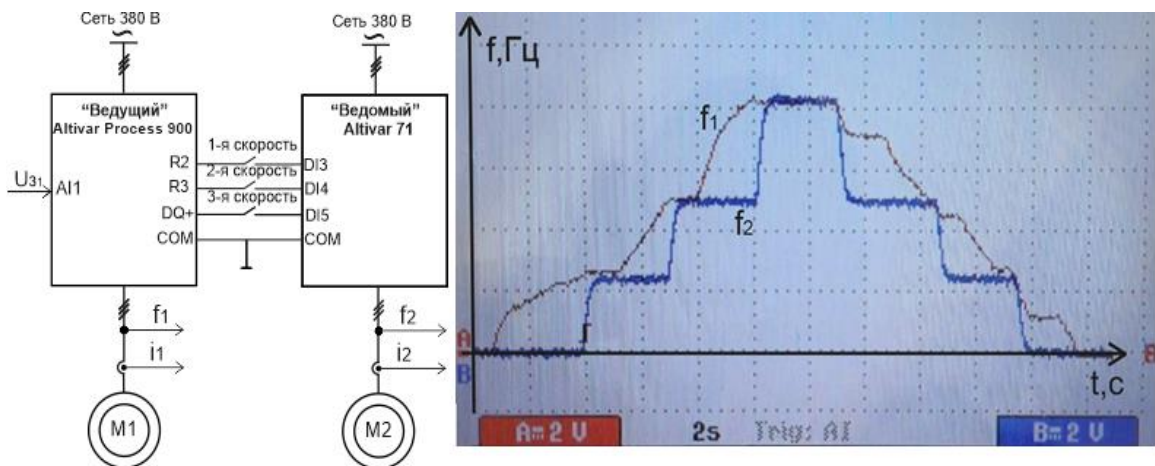 Сеть 380 В
Сеть 380 В
"Ведущий"
Altivar Process 900
"Ведомый"
Altivar 71
1-я скорость
R2
DI3
2-я скорость
Uз1
AI1
R3
DI4
3-я скорость
DQ+
DI5
COM
COM
f1
f2
i1
i2
M1
M2
f,Гц
f1
f2
A
B
B
t,c
A=2 V
2s
Trig: AI
B=2 V